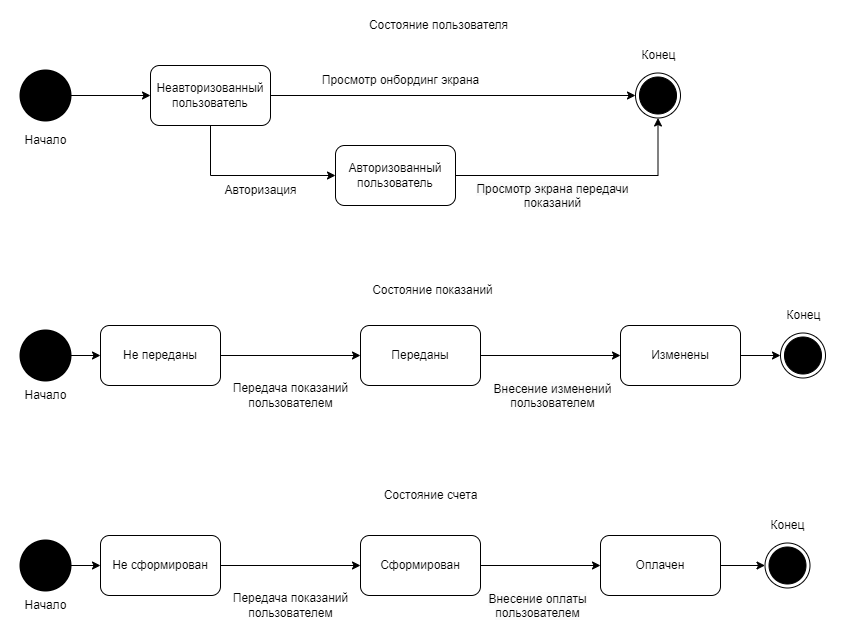 Состояние пользователя
Конец
Просмотр онбординг экрана
Неавторизованный
пользователь
Начало
Авторизованный
пользователь
Авторизация
Просмотр экрана передачи
показаний
Состояние показаний
Конец
Не переданы
Переданы
Изменены
Начало
Передача показаний
пользователем
Внесение изменений
пользователем
Состояние счета
Конец
Не сформирован
Сформирован
Оплачен
Начало
Передача показаний
пользователем
Внесение оплаты
пользователем